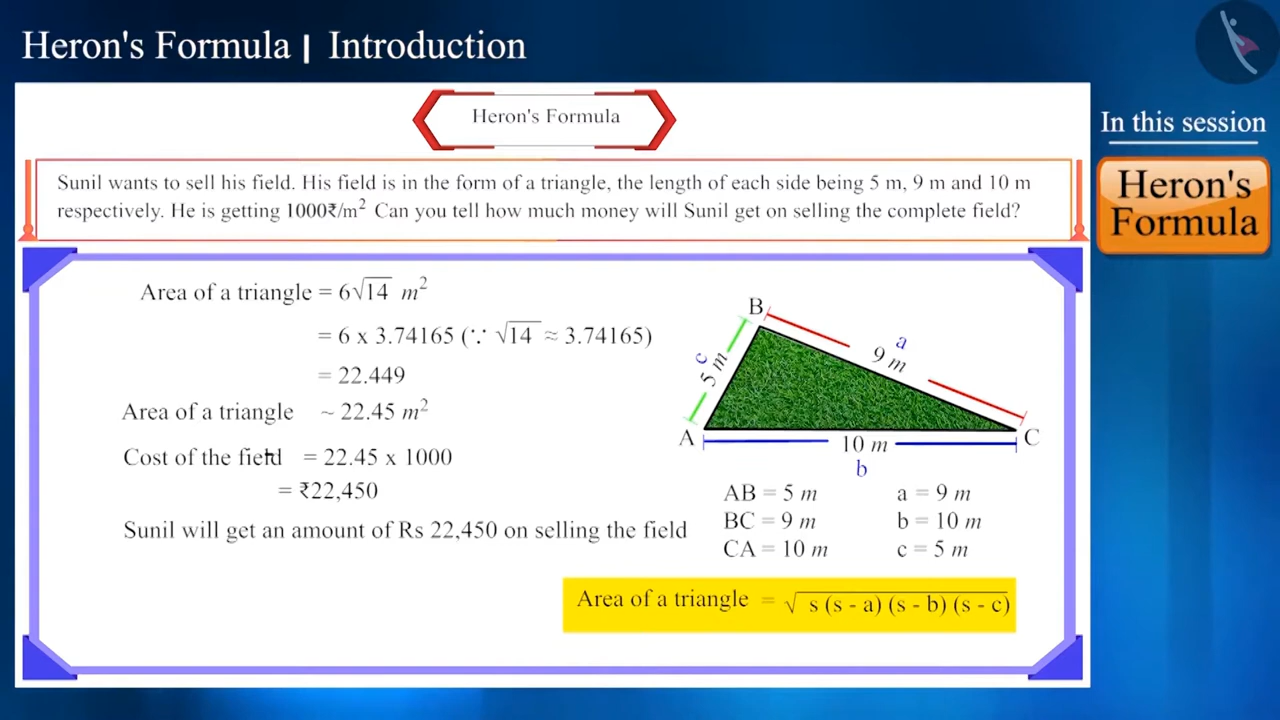 Heron's Formula | Introduction
Heron's Formula
In this session
Heron's
Formula
Sunil wants to sell his field. His field is in the form of a triangle, the length of each side being 5 m, 9 m and 10 m
respectively. He is getting 1000₹/m² Can you tell how much money will Sunil get on selling the complete field?
Area of a triangle = 6√14 m²
= 6 x 3.74165 (∵ √14 ≈ 3.74165)
= 22.449
Area of a triangle ~ 22.45 m²
Cost of the field = 22.45 x 1000
= ₹22,450
Sunil will get an amount of Rs 22,450 on selling the field
B
a
9 m
c
5 m
A
10 m
C
b
AB = 5 m a = 9 m
BC = 9 m b = 10 m
CA = 10 m c = 5 m
Area of a triangle = √s (s - a) (s - b) (s - c)